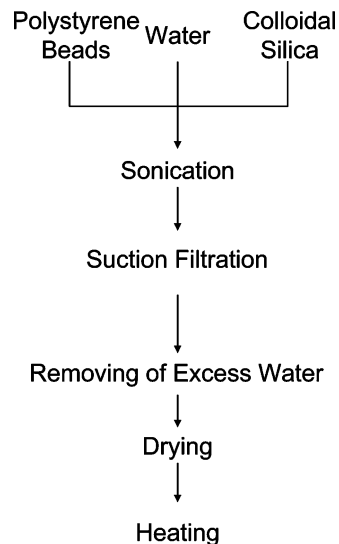 Polystyrene
Beads
Water
Colloidal
Silica
Sonication
Suction Filtration
Removing of Excess Water
Drying
Heating